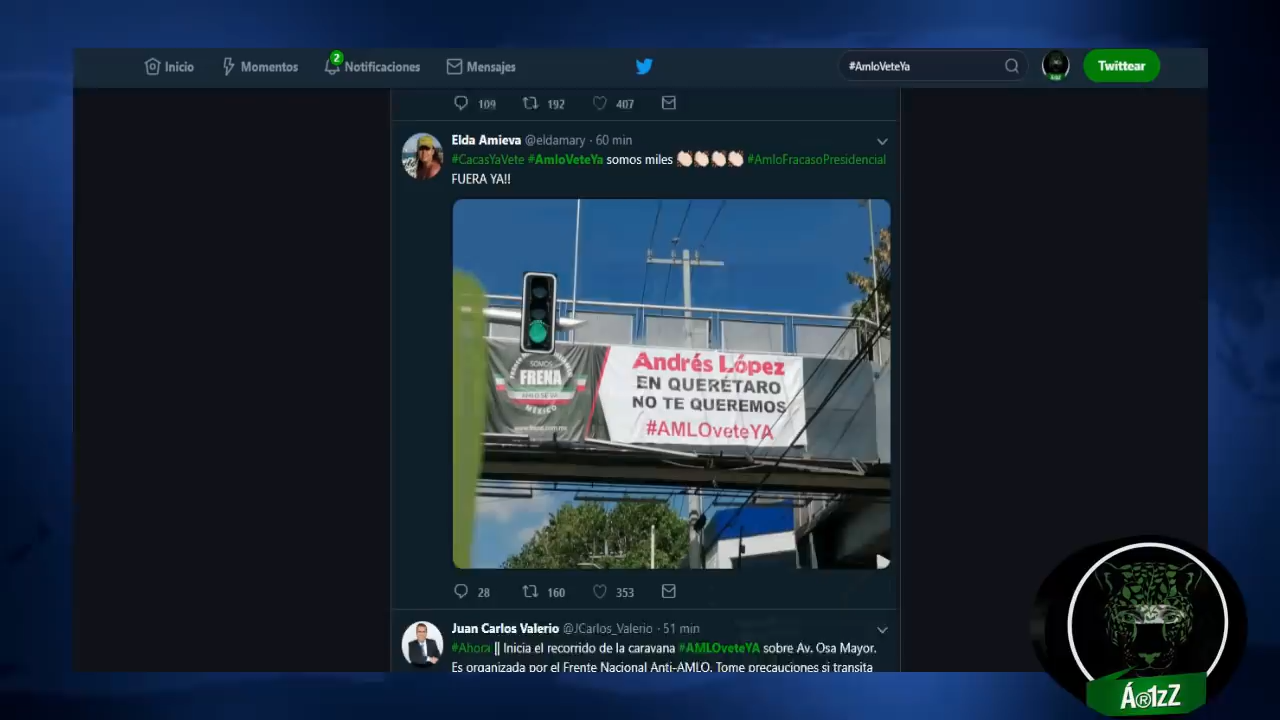 Inicio
Momentos
2
Notificaciones
Mensajes
#AmloVeteYa
Twittear
109 192 407
Elda Amieva @eldamary · 60 min
#CacasYaVete #AmloVeteYa somos miles #AmloFracasoPresidencial
FUERA YA!!
SOMOS
FRENA
MÉXICO
Andrés López
EN QUERÉTARO
NO TE QUEREMOS
#AMLOveteYA
28 160 353
Juan Carlos Valerio @JCarlos_Valerio · 51 min
#Ahora || Inicia el recorrido de la caravana #AMLOveteYA sobre Av. Osa Mayor.
Es organizada por el Frente Nacional Anti-AMLO. Tome precauciones si transita
Á®1zZ